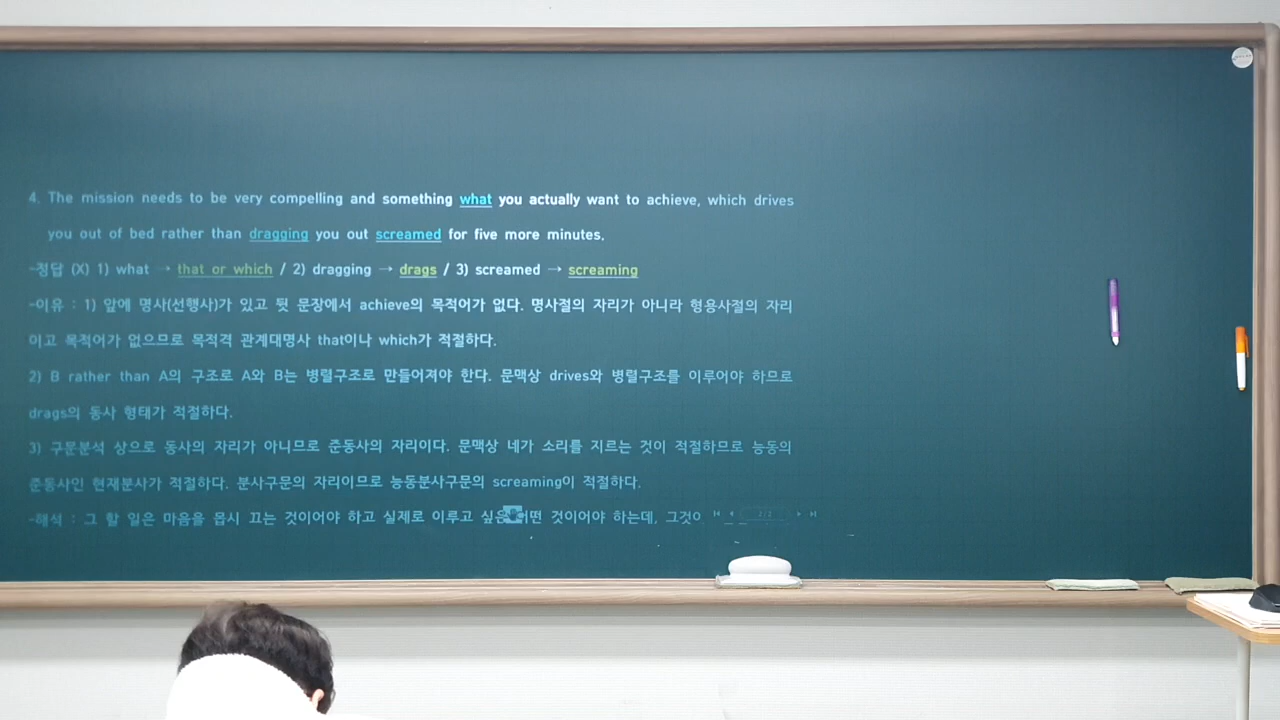 4. The mission needs to be very compelling and something what you actually want to achieve, which drives
you out of bed rather than dragging you out screamed for five more minutes.
-정답 (X) 1) what → that or which / 2) dragging → drags / 3) screamed → screaming
-이유 : 1) 앞에 명사(선행사)가 있고 뒷 문장에서 achieve의 목적어가 없다. 명사절의 자리가 아니라 형용사절의 자리
이고 목적어가 없으므로 목적격 관계대명사 that이나 which가 적절하다.
2) B rather than A의 구조로 A와 B는 병렬구조로 만들어져야 한다. 문맥상 drives와 병렬구조를 이루어야 하므로
drags의 동사 형태가 적절하다.
3) 구문분석 상으로 동사의 자리가 아니므로 준동사의 자리이다. 문맥상 네가 소리를 지르는 것이 적절하므로 능동의
준동사인 현재분사가 적절하다. 분사구문의 자리이므로 능동분사구문의 screaming이 적절하다.
-해석 : 그 할 일은 마음을 몹시 끄는 것이어야 하고 실제로 이루고 싶은 것이어야 하는데, 그것이